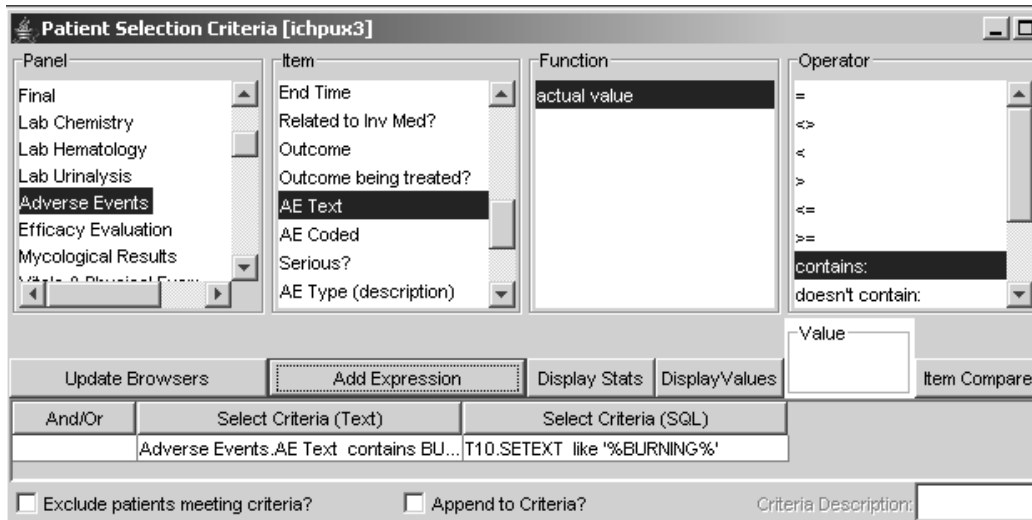 Patient Selection Criteria [ichpux3]
Panel
Final
Lab Chemistry
Lab Hematology
Lab Urinalysis
Adverse Events
Efficacy Evaluation
Mycological Results
Item
End Time
Related to Inv Med?
Outcome
Outcome being treated?
AE Text
AE Coded
Serious?
AE Type (description)
Function
actual value
Operator
=
<>
<
>
<=
>=
contains:
doesn't contain:
Value
Update Browsers
Add Expression
Display Stats
DisplayValues
Item Compare
And/Or
Select Criteria (Text)
Select Criteria (SQL)
Adverse Events.AE Text contains BU...
T10.SETEXT like '%BURNING%'
Exclude patients meeting criteria?
Append to Criteria?
Criteria Description: